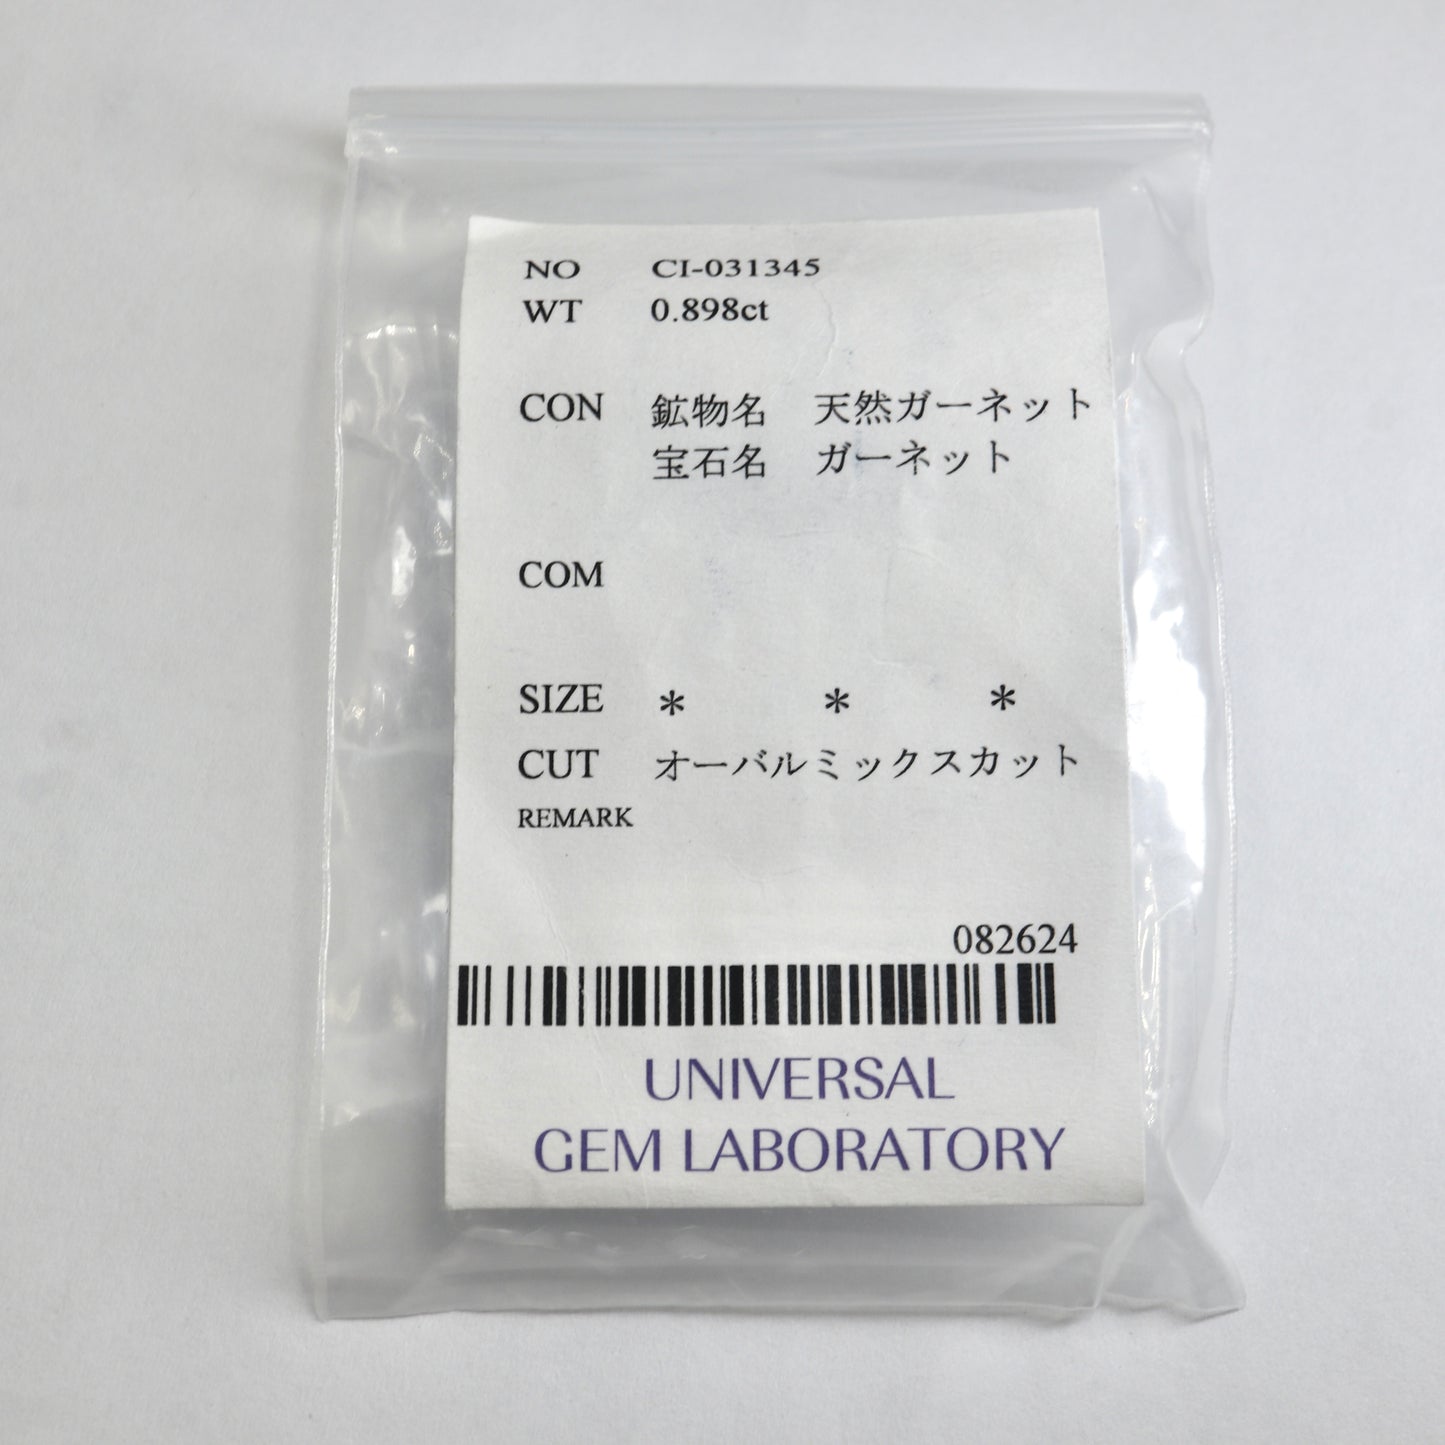 NO CI-031345
WT 0.898ct
CON 鉱物名 天然ガーネット
宝石名 ガーネット
COM
SIZE * * *
CUT オーバルミックスカット
REMARK
082624
UNIVERSAL
GEM LABORATORY